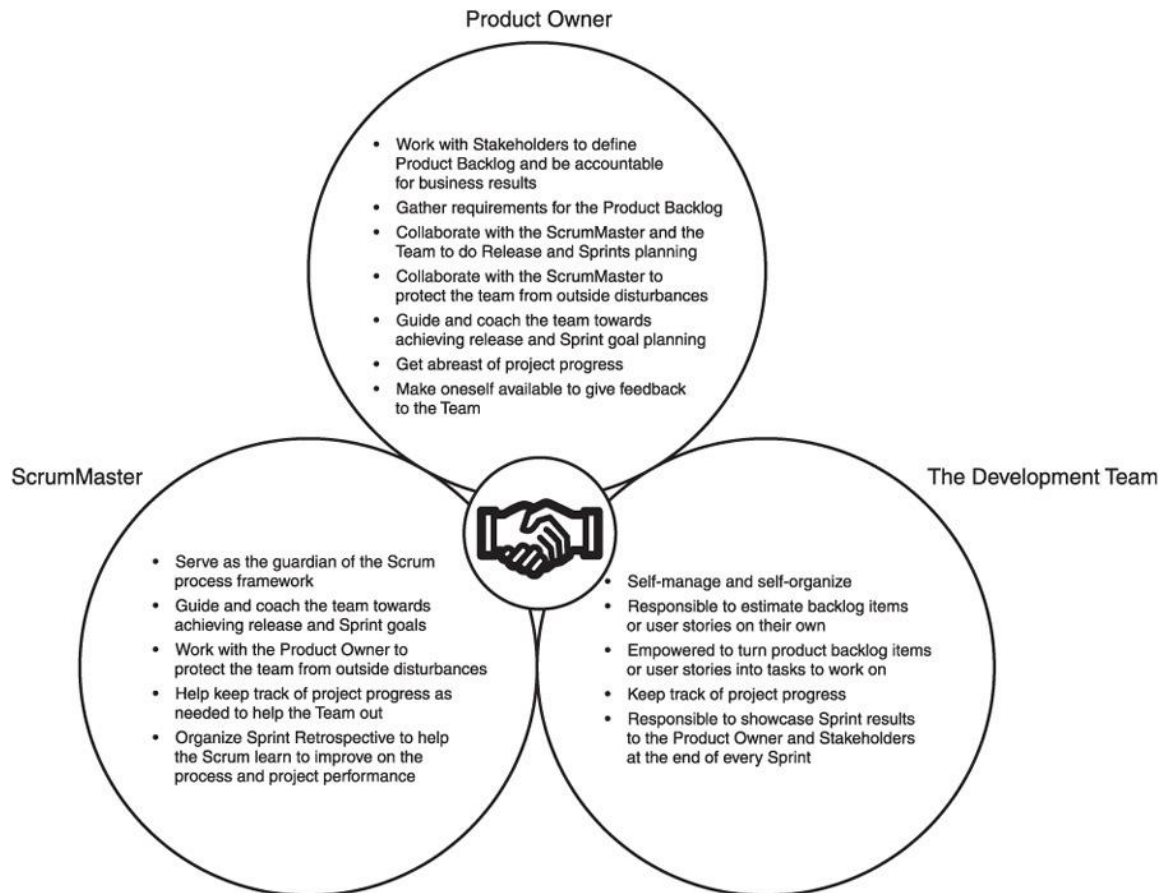 Product Owner
• Work with Stakeholders to define
Product Backlog and be accountable
for business results
• Gather requirements for the Product Backlog
• Collaborate with the ScrumMaster and the
Team to do Release and Sprints planning
• Collaborate with the ScrumMaster to
protect the team from outside disturbances
• Guide and coach the team towards
achieving release and Sprint goal planning
• Get abreast of project progress
• Make oneself available to give feedback
to the Team
ScrumMaster
• Serve as the guardian of the Scrum
process framework
• Guide and coach the team towards
achieving release and Sprint goals
• Work with the Product Owner to
protect the team from outside disturbances
• Help keep track of project progress as
needed to help the Team out
• Organize Sprint Retrospective to help
the Scrum learn to improve on the
process and project performance
The Development Team
• Self-manage and self-organize
• Responsible to estimate backlog items
or user stories on their own
• Empowered to turn product backlog items
or user stories into tasks to work on
• Keep track of project progress
• Responsible to showcase Sprint results
to the Product Owner and Stakeholders
at the end of every Sprint